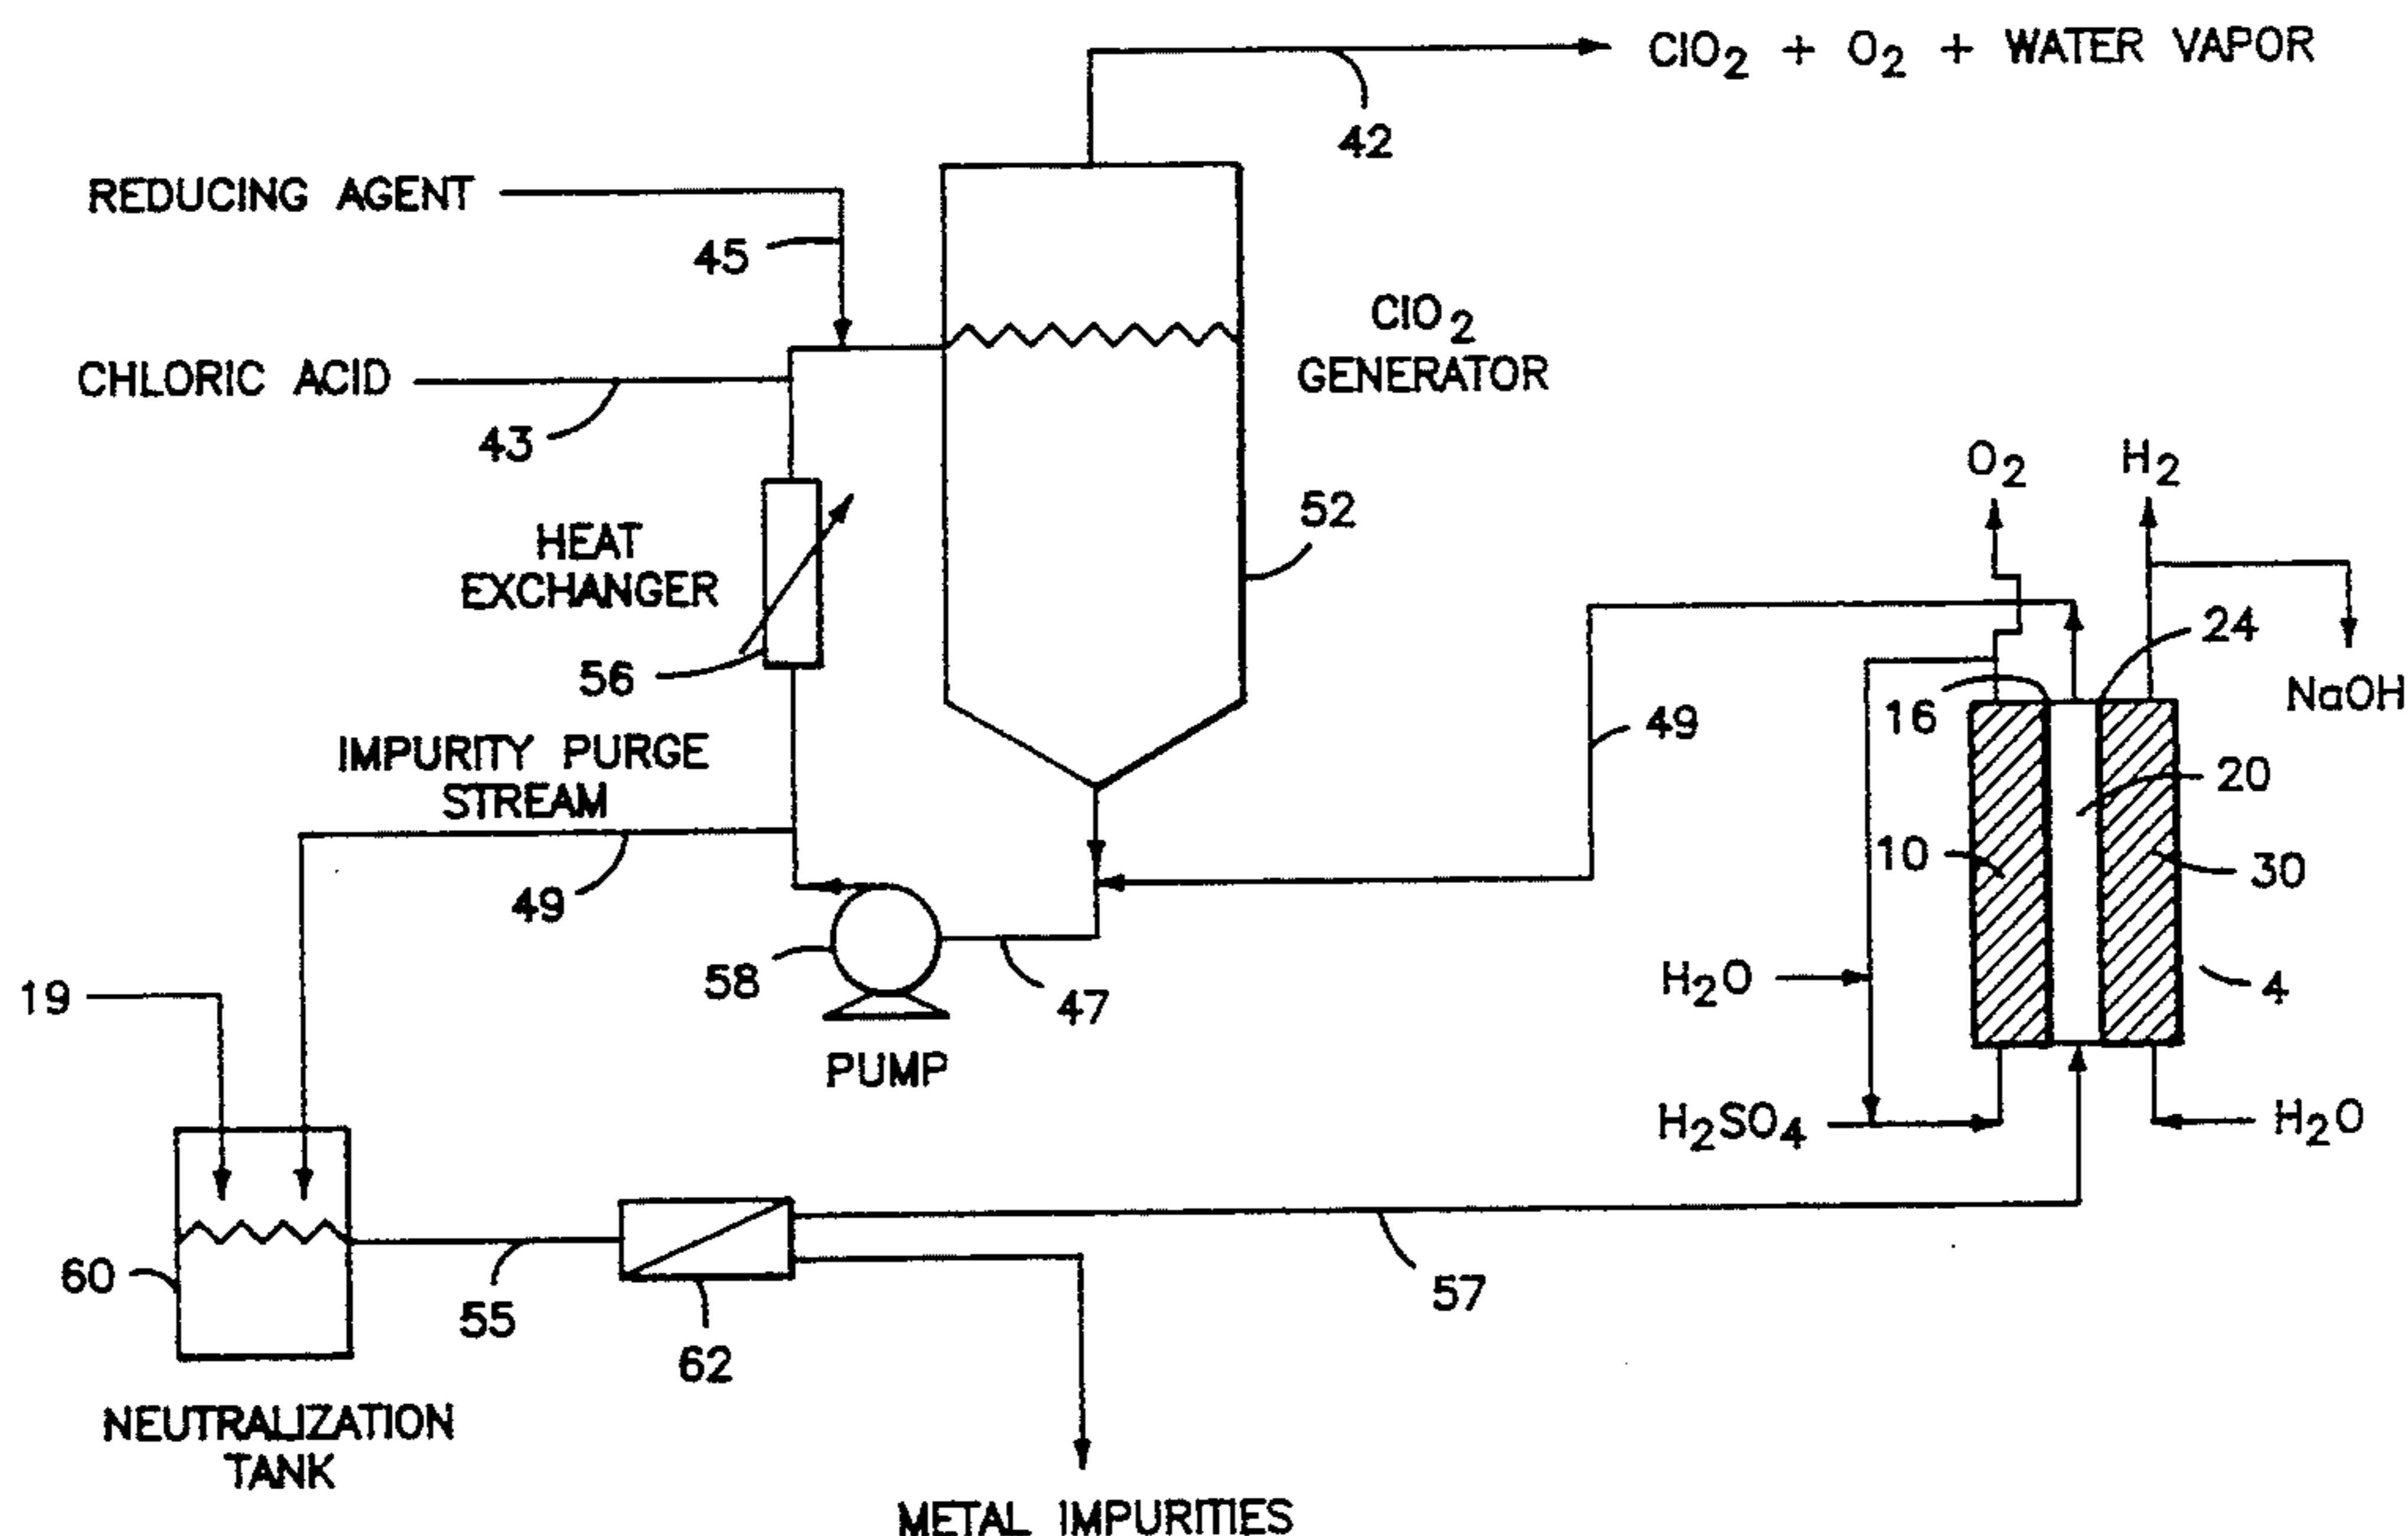 ClO2 + O2 + WATER VAPOR
42
REDUCING AGENT
45
ClO2
GENERATOR
CHLORIC ACID
43
O2
H2
52
HEAT
EXCHANGER
56
24
NaOH
16
49
IMPURITY PURGE
STREAM
20
10
30
49
58
47
H2O
4
19
PUMP
H2SO4
H2O
60
55
57
62
NEUTRALIZATION
TANK
METAL IMPURITIES